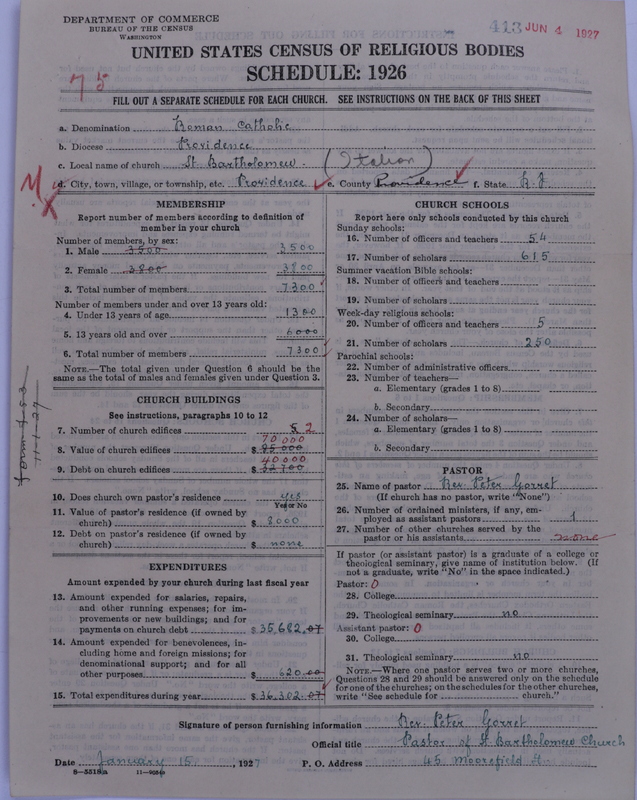 DEPARTMENT OF COMMERCE
BUREAU OF THE CENSUS
WASHINGTON
413 JUN 4 1927
UNITED STATES CENSUS OF RELIGIOUS BODIES
SCHEDULE: 1926
75
FILL OUT A SEPARATE SCHEDULE FOR EACH CHURCH. SEE INSTRUCTIONS ON THE BACK OF THIS SHEET
a. Denomination Roman Catholic
b. Diocese Providence
c. Local name of church St. Bartholomew (Italian)
d. City, town, village, or township, etc. Providence e. County Providence f. State R.I.
MEMBERSHIP
Report number of members according to definition of
member in your church
Number of members, by sex:
1. Male 3500 3500
2. Female 3800 3800
3. Total number of members 7300
Number of members under and over 13 years old:
4. Under 13 years of age 1300
5. 13 years old and over 6000
6. Total number of members 7300
NOTE.—The total given under Question 6 should be the
same as the total of males and females given under Question 3.
CHURCH BUILDINGS
See instructions, paragraphs 10 to 12
7. Number of church edifices 2
70000
8. Value of church edifices $
40000
9. Debt on church edifices $ 32700
10. Does church own pastor's residence yes
Yes or No
11. Value of pastor's residence (if owned by
church) $ 8000
12. Debt on pastor's residence (if owned by
church) $ none
EXPENDITURES
Amount expended by your church during last fiscal year
13. Amount expended for salaries, repairs,
and other running expenses; for im-
provements or new buildings; and for
payments on church debt $ 35,682.07
14. Amount expended for benevolences, in-
cluding home and foreign missions; for
denominational support; and for all
other purposes 620.00
15. Total expenditures during year $ 36,302.07
CHURCH SCHOOLS
Report here only schools conducted by this church
Sunday schools:
16. Number of officers and teachers 54
17. Number of scholars 615
Summer vacation Bible schools:
18. Number of officers and teachers
19. Number of scholars
Week-day religious schools:
20. Number of officers and teachers 5
21. Number of scholars 250
Parochial schools:
22. Number of administrative officers
23. Number of teachers—
a. Elementary (grades 1 to 8)
b. Secondary
24. Number of scholars—
a. Elementary (grades 1 to 8)
b. Secondary
PASTOR
25. Name of pastor Rev. Peter Gorret
(If church has no pastor, write "None")
26. Number of ordained ministers, if any, em-
ployed as assistant pastors 1
27. Number of other churches served by the
pastor or his assistants none
If pastor (or assistant pastor) is a graduate of a college or
theological seminary, give name of institution below. (If
not a graduate, write "No" in the space indicated.)
Pastor: 0
28. College
29. Theological seminary no
Assistant pastor: 0
30. College
31. Theological seminary no
NOTE.—Where one pastor serves two or more churches,
Questions 28 and 29 should be answered only on the schedule
for one of the churches; on the schedules for the other churches,
write "See schedule for church."
Signature of person furnishing information Rev. Peter Gorret
Official title Pastor of St Bartholomew Church
Date January 15, 1927 P. O. Address 45 Moorefield St.